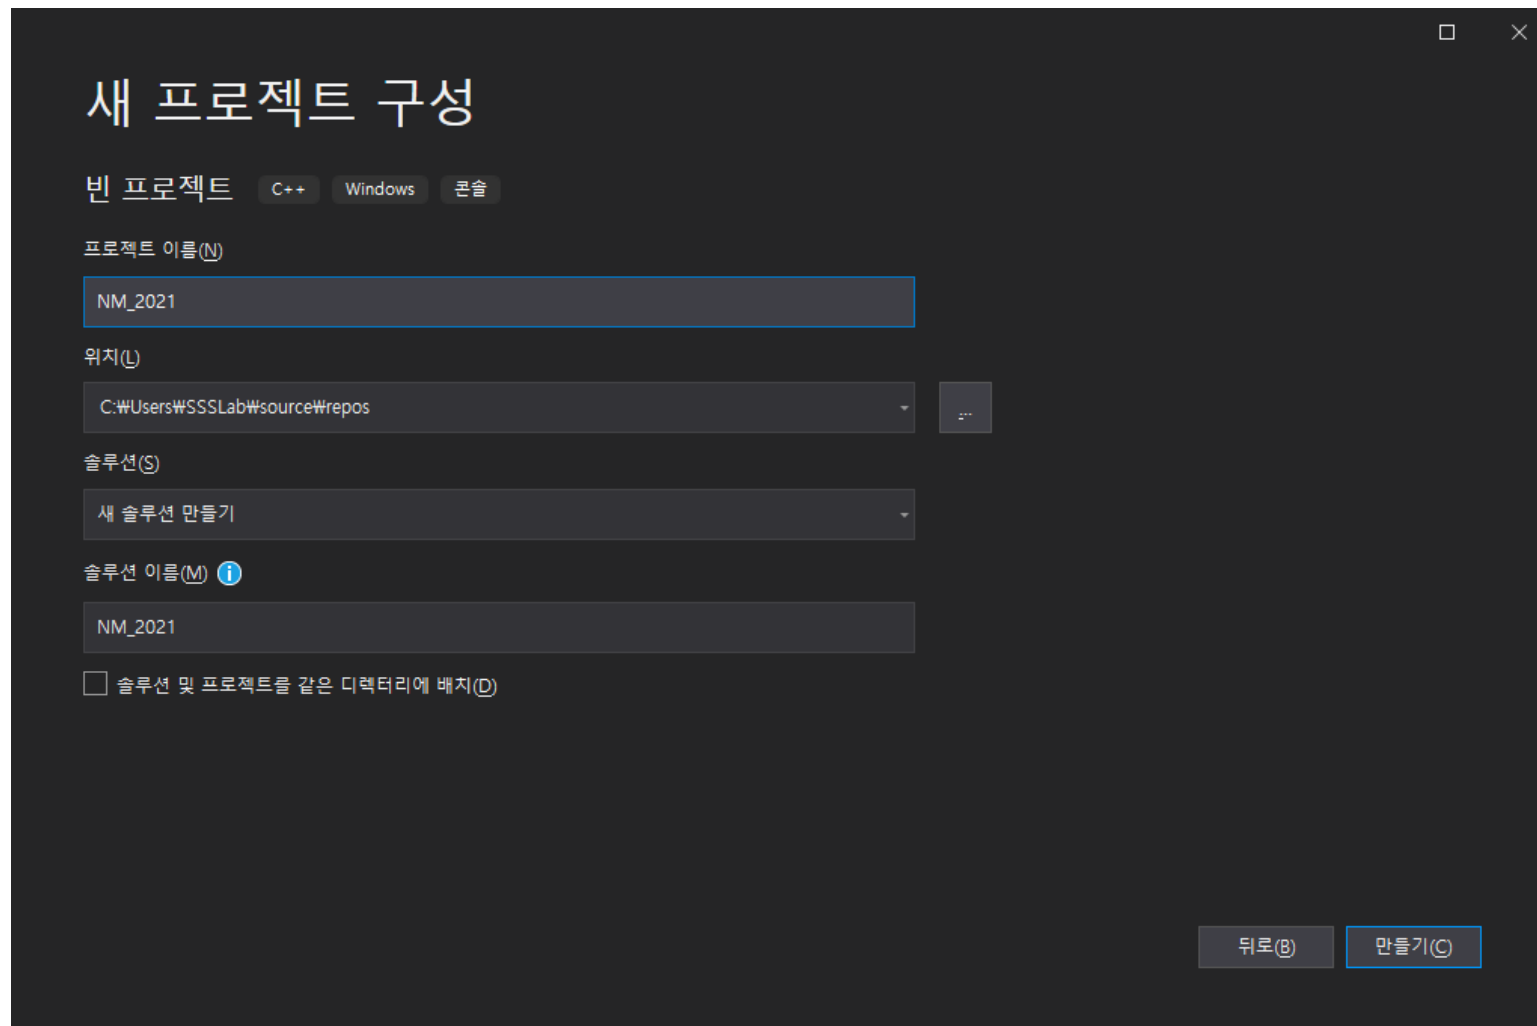 새 프로젝트 구성
빈 프로젝트 C++ Windows 콘솔
프로젝트 이름(N)
NM_2021
위치(L)
C:₩Users₩SSSLab₩source₩repos
...
솔루션(S)
새 솔루션 만들기
솔루션 이름(M)
NM_2021
솔루션 및 프로젝트를 같은 디렉터리에 배치(D)
뒤로(B) 만들기(C)